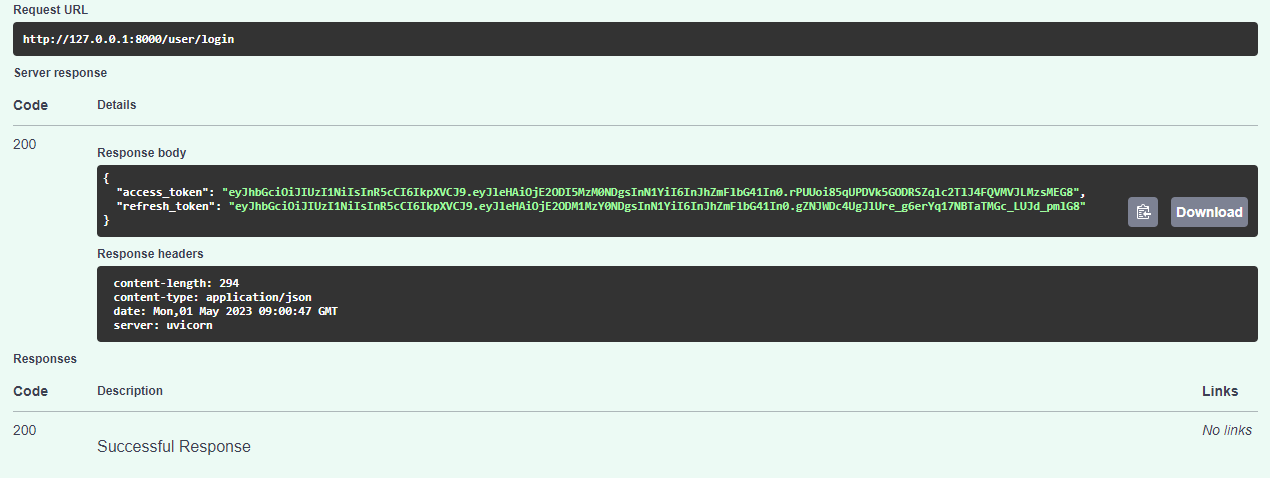 Request URL
http://127.0.0.1:8000/user/login
Server response
Code Details
200
Response body
{
"access_token": "eyJhbGciOiJIUzI1NiIsInR5cCI6IkpXVCJ9.eyJleHAiOjE2ODI5MzM0NDgsInN1YiI6InJhZmFlbG41In0.rPUUoi85qUPDVk5GODRSZqlc2TlJ4FQVMVJLMzsMEG8",
"refresh_token": "eyJhbGciOiJIUzI1NiIsInR5cCI6IkpXVCJ9.eyJleHAiOjE2ODM1MzY0NDgsInN1YiI6InJhZmFlbG41In0.gZNJWDc4UgJlUre_g6erYq17NBTaTMGc_LUJd_pmlG8"
}
Download
Response headers
content-length: 294
content-type: application/json
date: Mon,01 May 2023 09:00:47 GMT
server: uvicorn
Responses
Code Description Links
200 No links
Successful Response